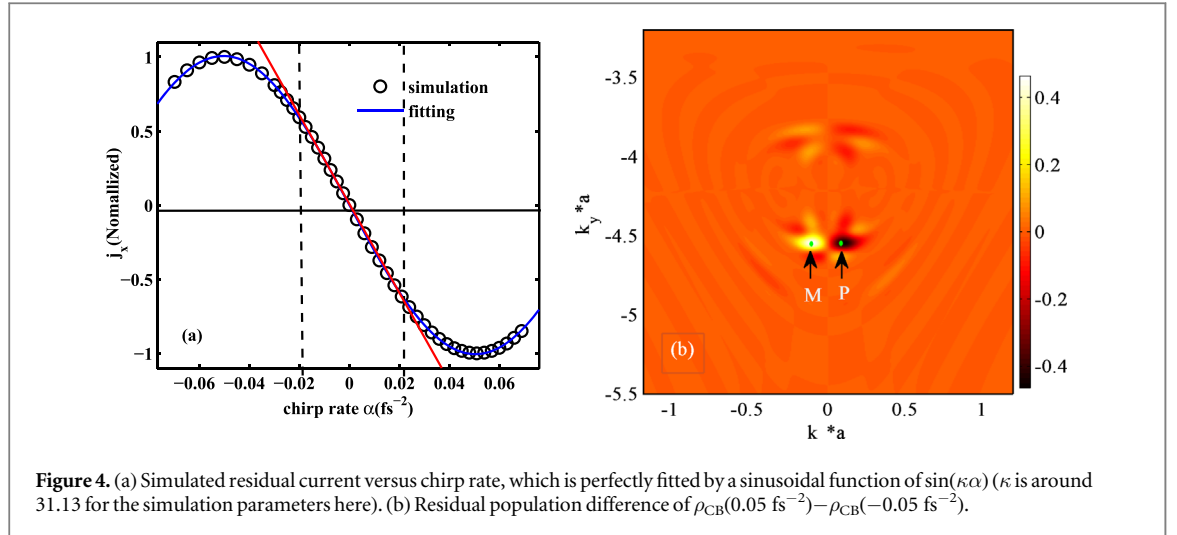 1
0.5
0
−0.5
−1
j_x(Nomallized)
simulation
fitting
(a)
−0.06 −0.04 −0.02 0 0.02 0.04 0.06
chirp rate α(fs⁻²)
-3.5
-4
-4.5
-5
-5.5
k_y*a
M P
(b)
-1 -0.5 0 0.5 1
k *a
0.4
0.2
0
-0.2
-0.4
Figure 4. (a) Simulated residual current versus chirp rate, which is perfectly fitted by a sinusoidal function of sin(κα) (κ is around
31.13 for the simulation parameters here). (b) Residual population difference of ρ_CB(0.05 fs⁻²)−ρ_CB(−0.05 fs⁻²).